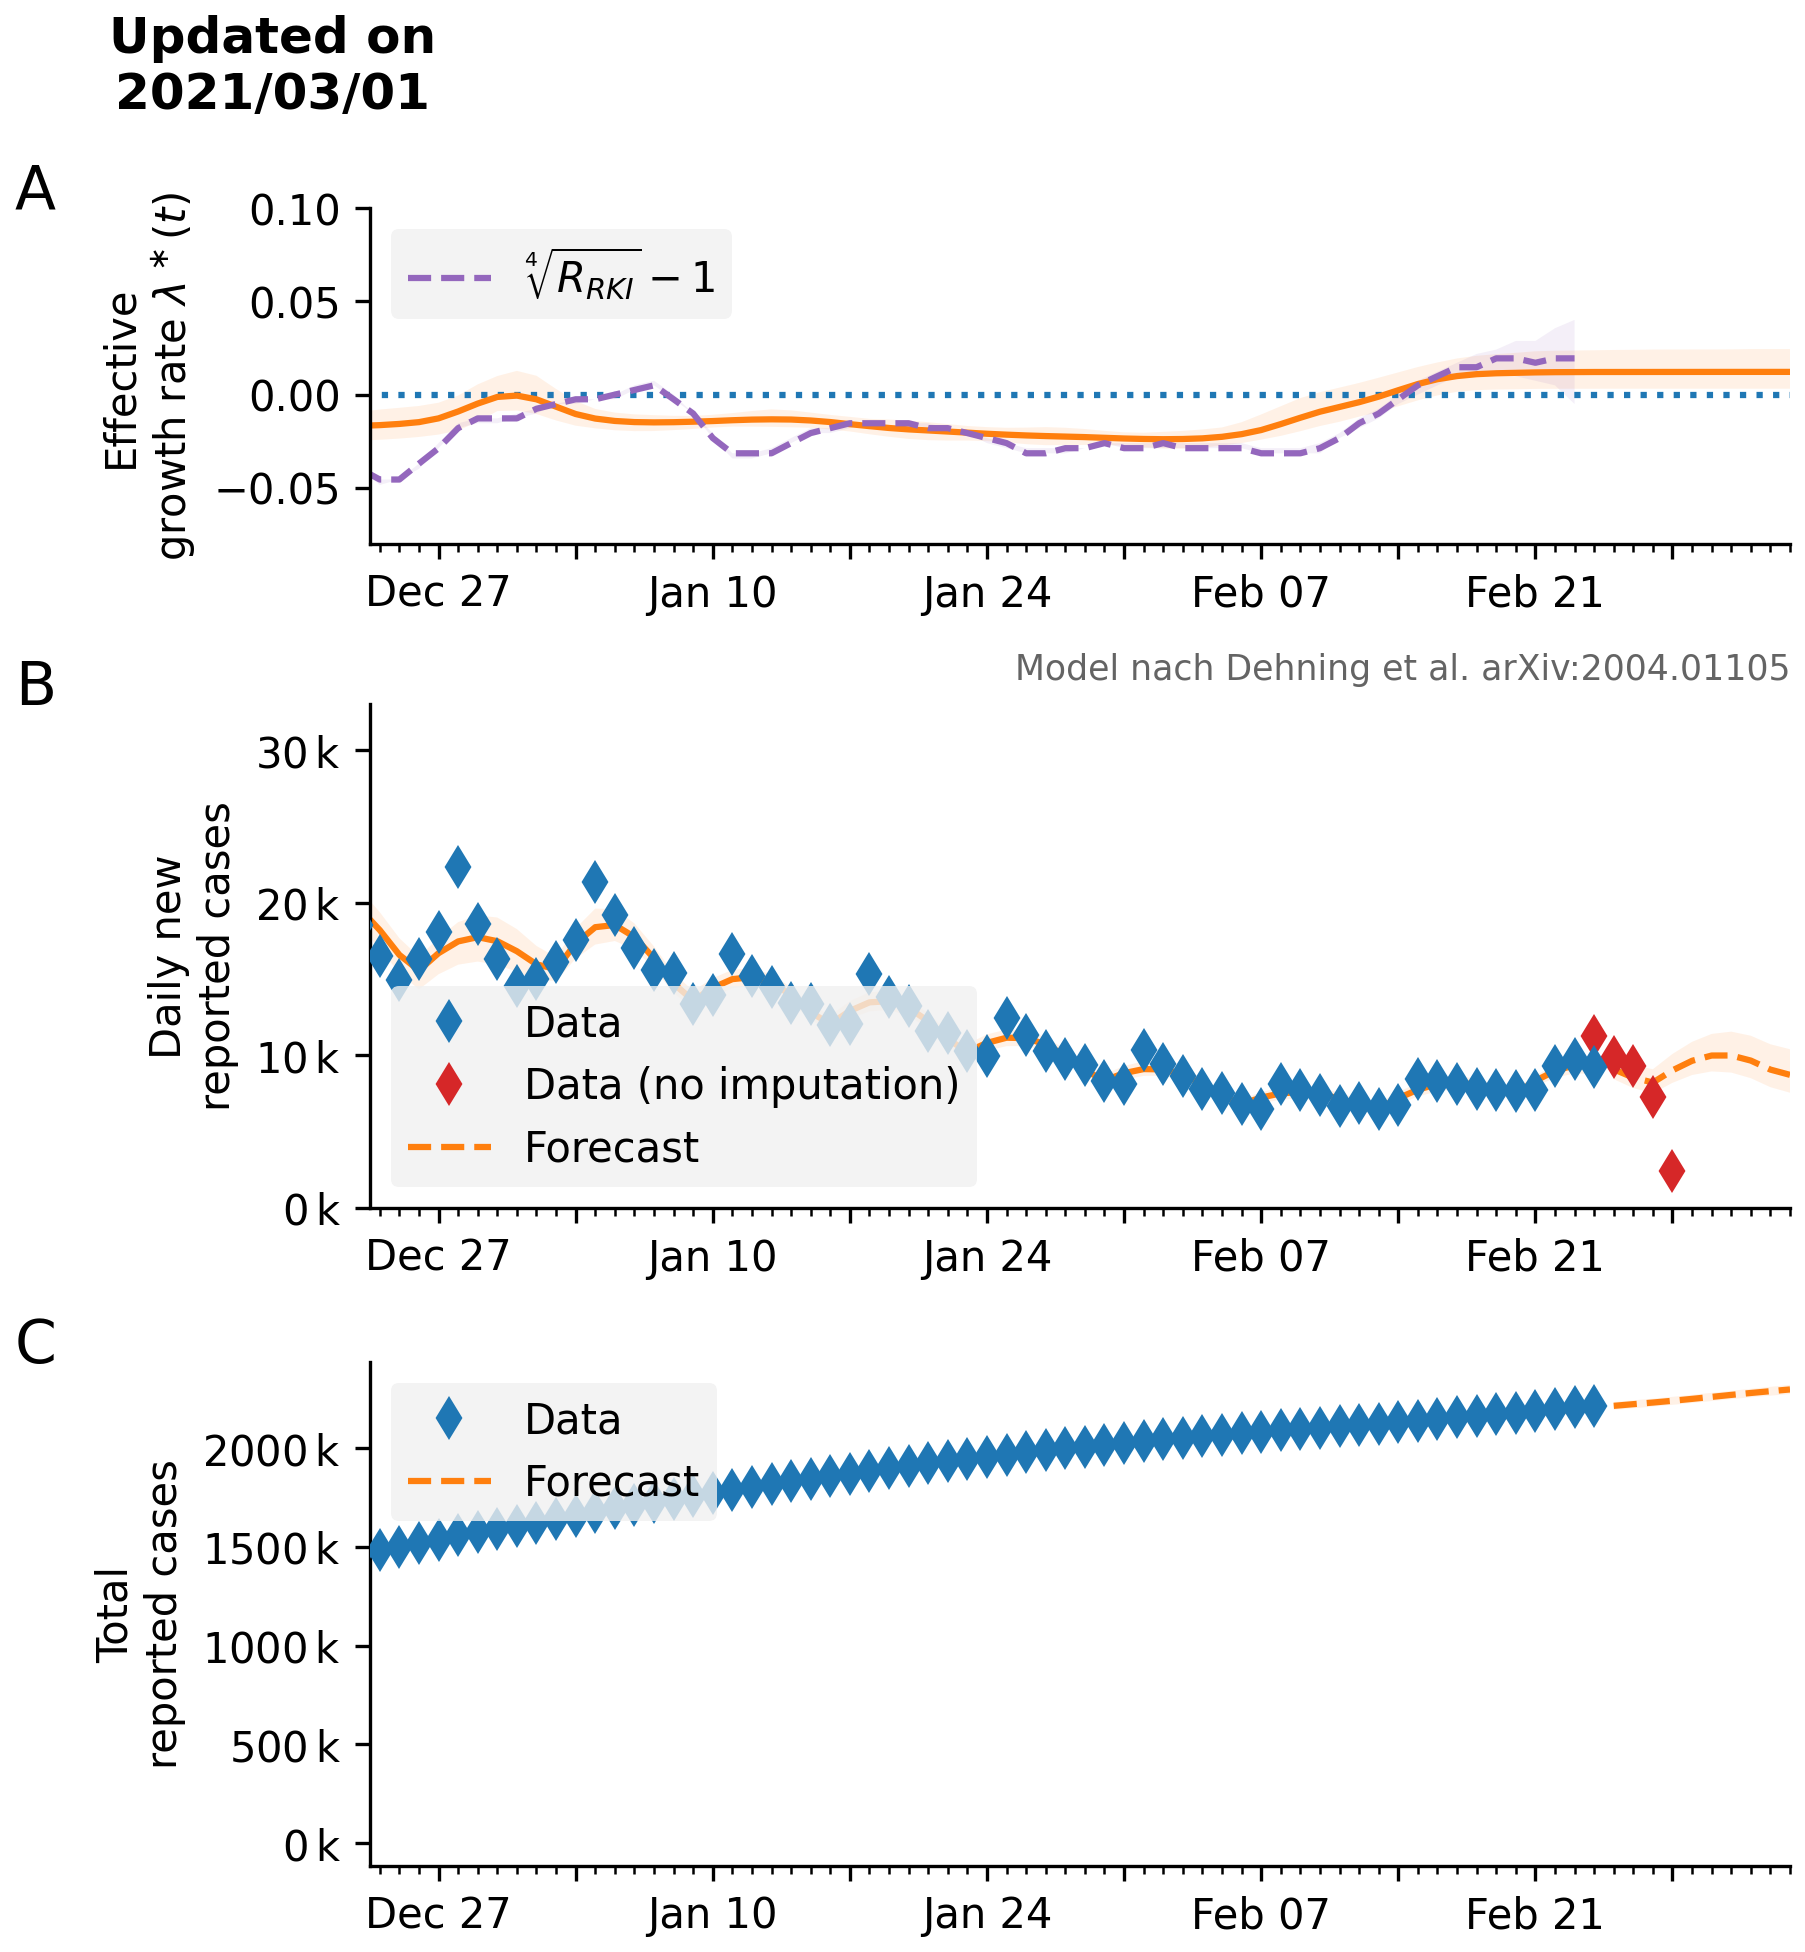 Updated on
2021/03/01
A
Effective
growth rate λ * (t)
0.10
0.05
0.00
−0.05
∜R_RKI − 1
Dec 27 Jan 10 Jan 24 Feb 07 Feb 21
Model nach Dehning et al. arXiv:2004.01105
B
Daily new
reported cases
30 k
20 k
10 k
0 k
Data
Data (no imputation)
Forecast
Dec 27 Jan 10 Jan 24 Feb 07 Feb 21
C
Total
reported cases
2000 k
1500 k
1000 k
500 k
0 k
Data
Forecast
Dec 27 Jan 10 Jan 24 Feb 07 Feb 21